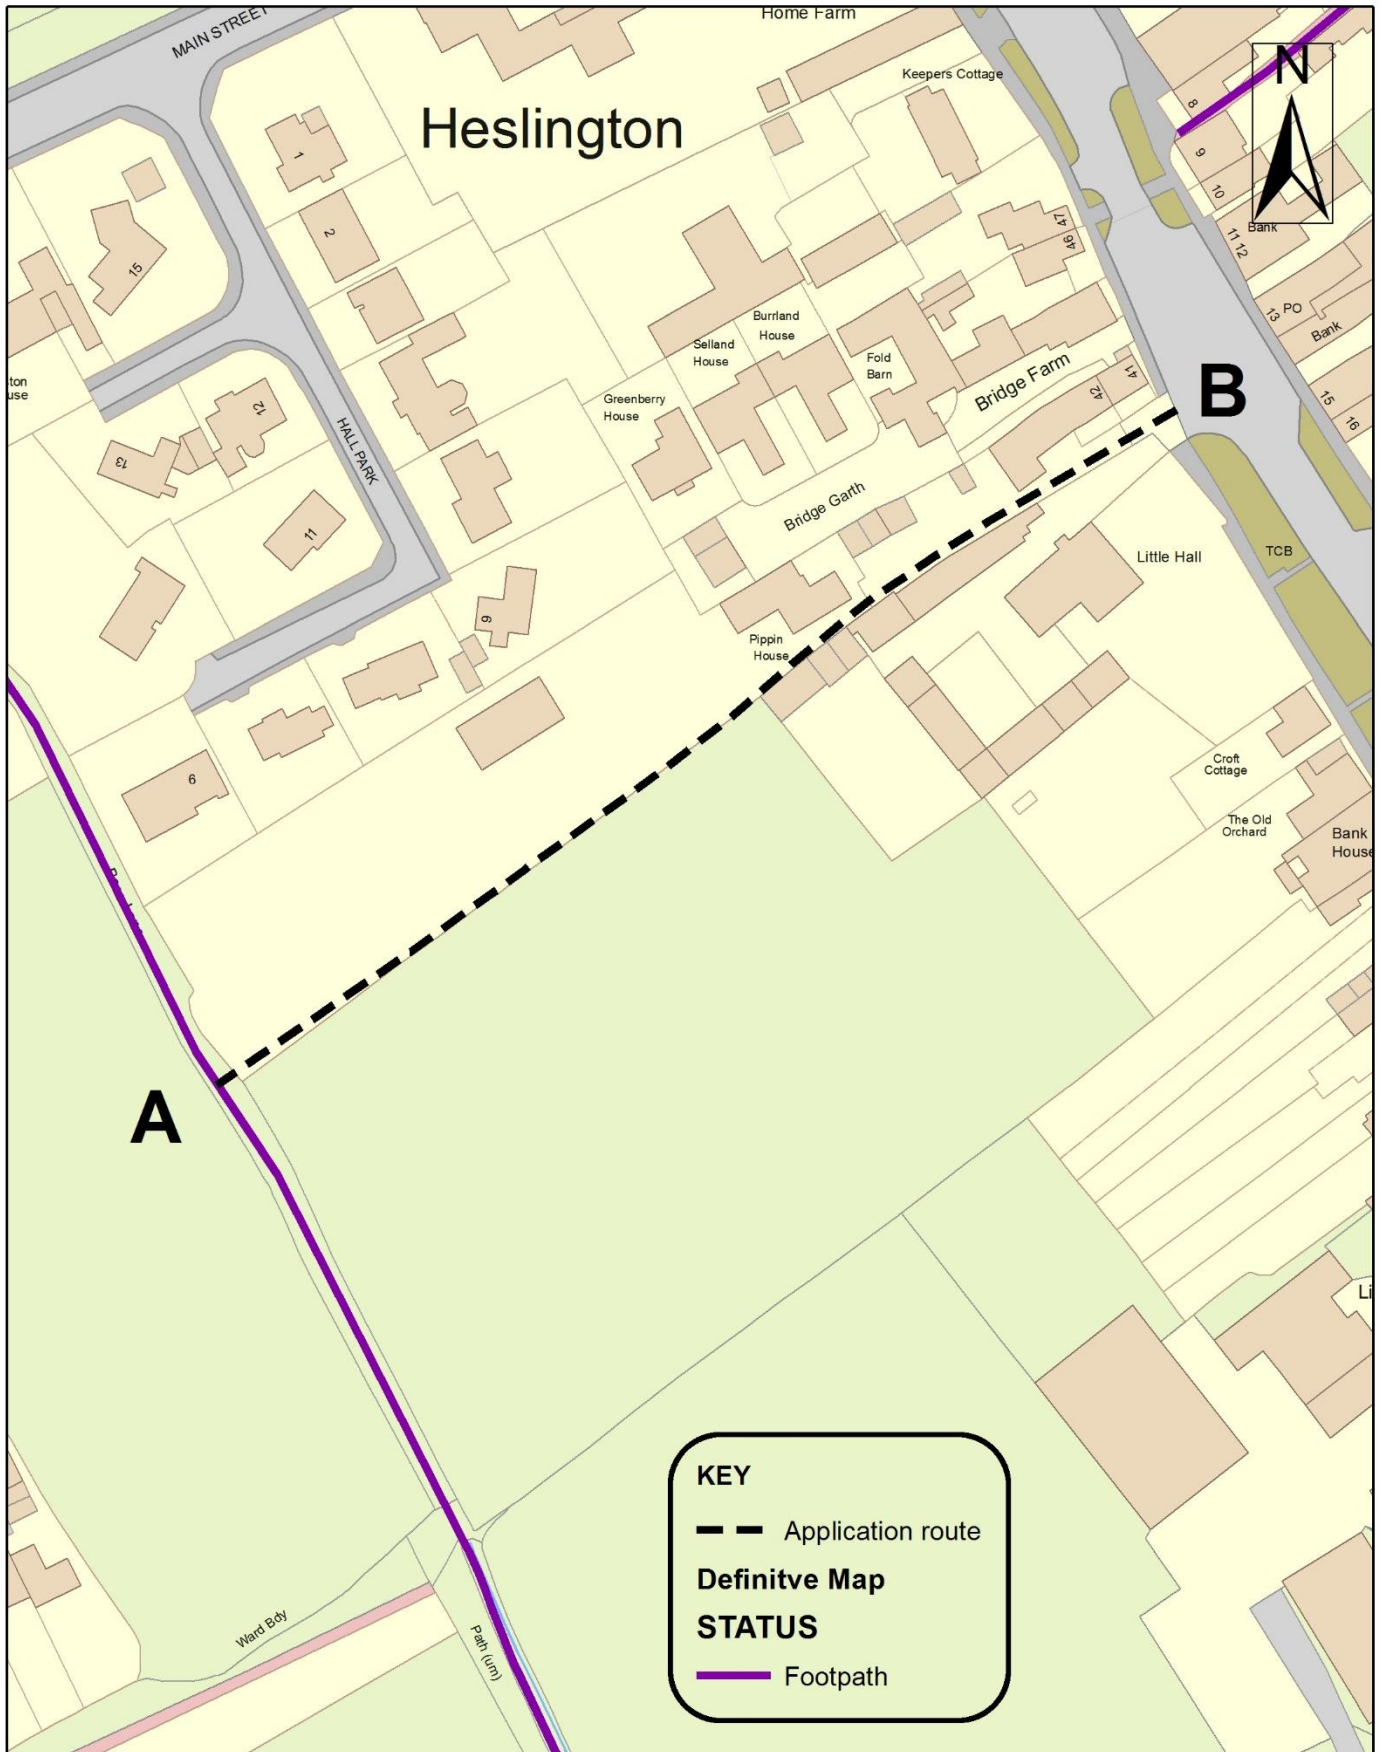 MAIN STREET
Home Farm
N
Keepers Cottage
Heslington
8
9
10
11
12
Bank
13
PO
Bank
15
16
1
2
15
47
46
Burrland
House
Selland
House
Fold
Barn
Greenberry
House
Bridge Farm
41
42
B
ton
use
12
13
HALL PARK
11
Bridge Garth
TCB
Little Hall
9
Pippin
House
6
Croft
Cottage
The Old
Orchard
Bank
House
A
Li
KEY
Application route
Definitve Map
STATUS
Footpath
Ward Bdy
Path (um)